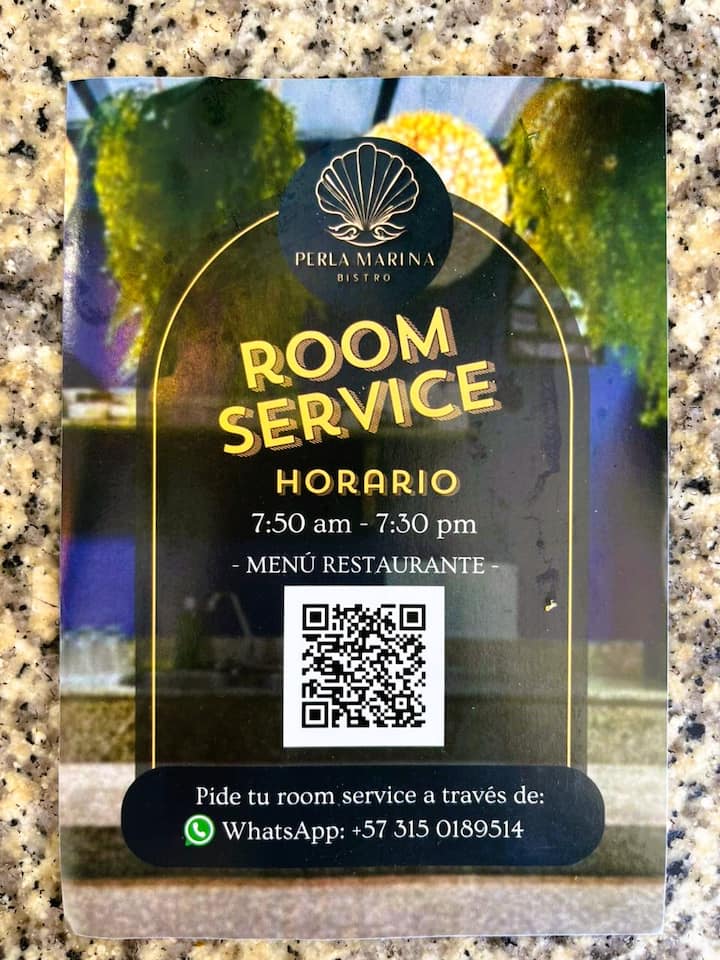 PERLA MARINA
BISTRO
ROOM
SERVICE
HORARIO
7:50 am - 7:30 pm
- MENÚ RESTAURANTE -
Pide tu room service a través de:
WhatsApp: +57 315 0189514